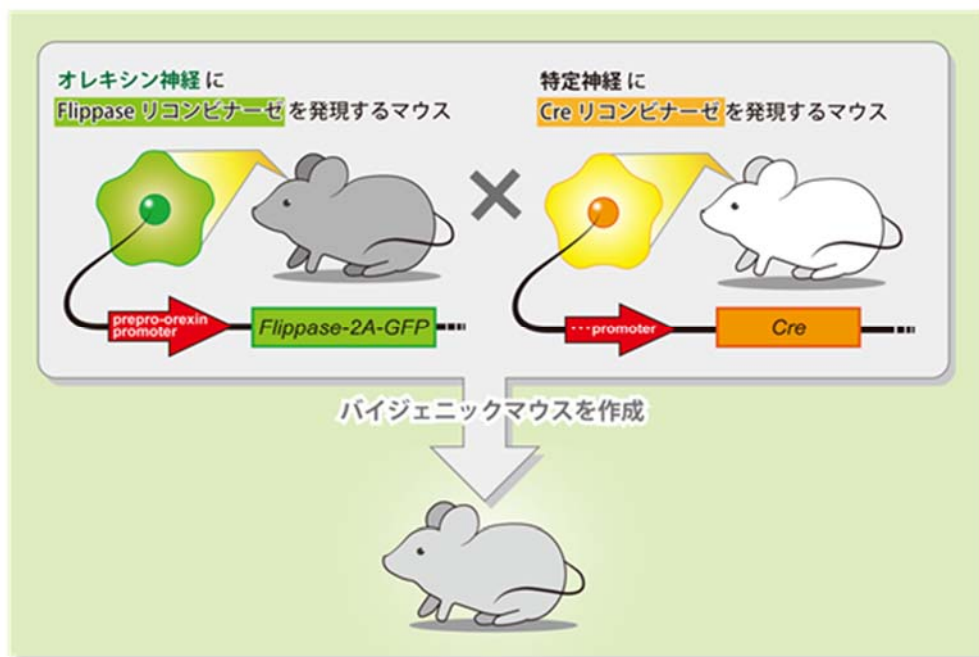 オレキシン神経 に
Flippase リコンビナーゼ を発現するマウス
特定神経 に
Cre リコンビナーゼ を発現するマウス
prepro-orexin
promoter
Flippase-2A-GFP
---promoter
Cre
バイジェニックマウスを作成